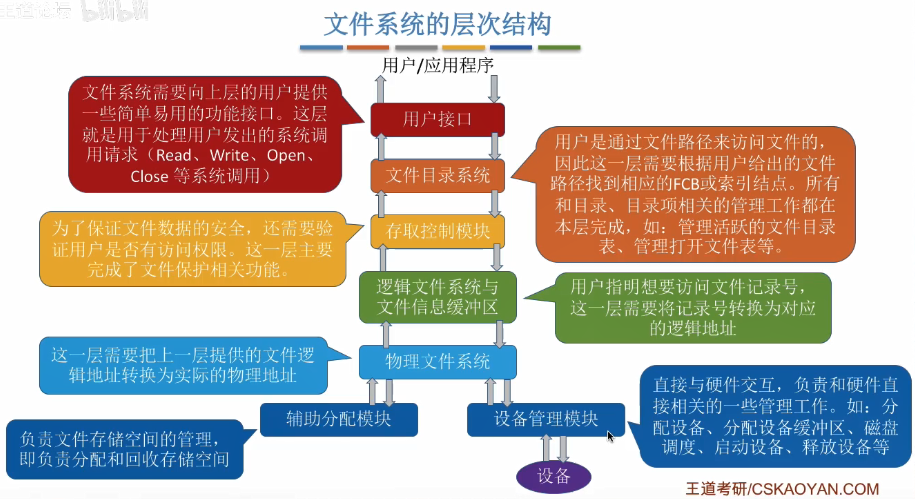 王道论坛 bilibili
文件系统的层次结构
用户/应用程序
文件系统需要向上层的用户提供
一些简单易用的功能接口。这层
就是用于处理用户发出的系统调
用请求（Read、Write、Open、
Close 等系统调用）
用户接口
文件目录系统
用户是通过文件路径来访问文件的，
因此这一层需要根据用户给出的文件
路径找到相应的FCB或索引结点。所有
和目录、目录项相关的管理工作都在
本层完成，如：管理活跃的文件目录
表、管理打开文件表等。
为了保证文件数据的安全，还需要验
证用户是否有访问权限。这一层主要
完成了文件保护相关功能。
存取控制模块
逻辑文件系统与
文件信息缓冲区
用户指明想要访问文件记录号，
这一层需要将记录号转换为对应
的逻辑地址
这一层需要把上一层提供的文件逻
辑地址转换为实际的物理地址
物理文件系统
辅助分配模块
设备管理模块
直接与硬件交互，负责和硬件直
接相关的一些管理工作。如：分
配设备、分配设备缓冲区、磁盘
调度、启动设备、释放设备等
负责文件存储空间的管理，
即负责分配和回收存储空间
设备
王道考研/CSKAOYAN.COM